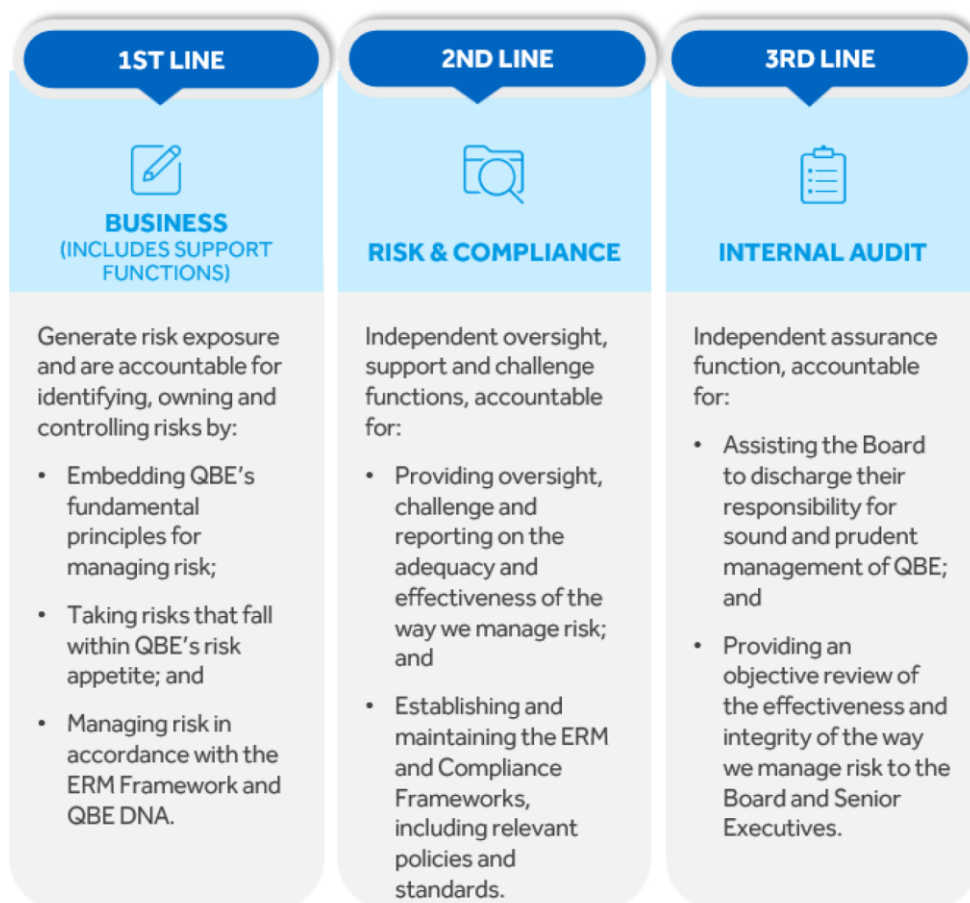 1ST LINE
BUSINESS
(INCLUDES SUPPORT
FUNCTIONS)
Generate risk exposure
and are accountable for
identifying, owning and
controlling risks by:
• Embedding QBE's
fundamental
principles for
managing risk;
• Taking risks that fall
within QBE's risk
appetite; and
• Managing risk in
accordance with the
ERM Framework and
QBE DNA.
2ND LINE
RISK & COMPLIANCE
Independent oversight,
support and challenge
functions, accountable
for:
• Providing oversight,
challenge and
reporting on the
adequacy and
effectiveness of the
way we manage risk;
and
• Establishing and
maintaining the ERM
and Compliance
Frameworks,
including relevant
policies and
standards.
3RD LINE
INTERNAL AUDIT
Independent assurance
function, accountable
for:
• Assisting the Board
to discharge their
responsibility for
sound and prudent
management of QBE;
and
• Providing an
objective review of
the effectiveness and
integrity of the way
we manage risk to the
Board and Senior
Executives.